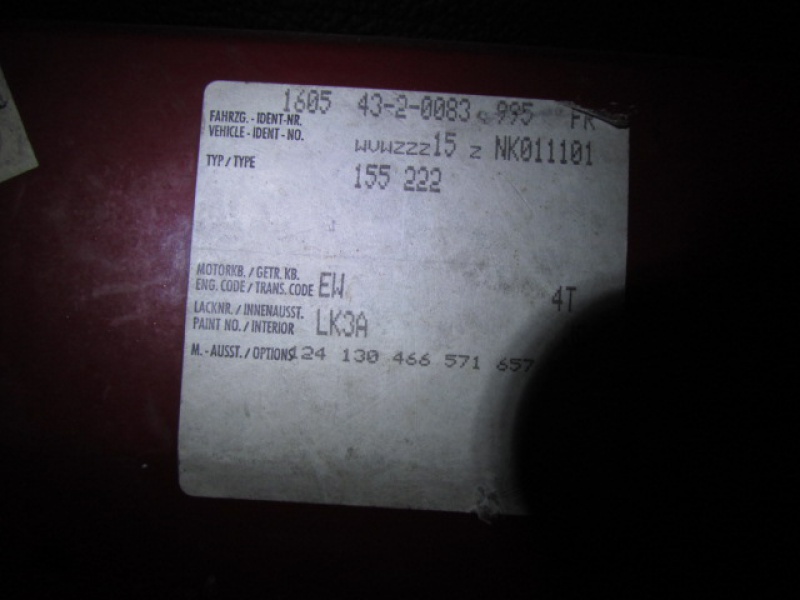 1605 43-2-0083 995 FK
FAHRZG. - IDENT-NR.
VEHICLE - IDENT - NO.
WVWZZZ15 Z NK011101
TYP / TYPE
155 222
MOTORKB. / GETR. KB.
ENG. CODE / TRANS. CODE EW 4T
LACKNR. / INNENAUSST.
PAINT NO. / INTERIOR LK3A
M. - AUSST. / OPTIONS 124 130 466 571 657